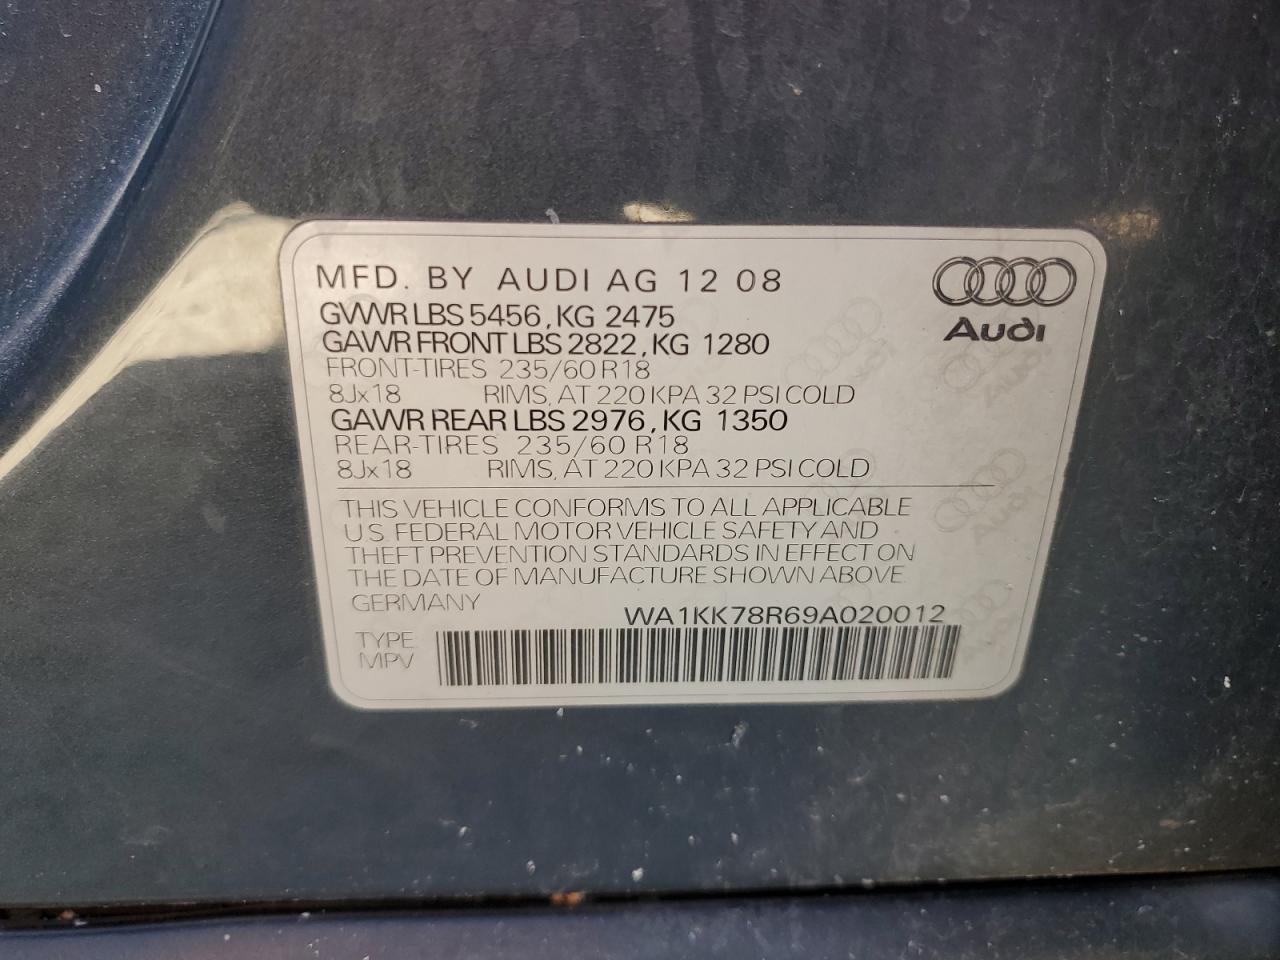 MFD. BY AUDI AG 12 08
GVWR LBS 5456, KG 2475
GAWR FRONT LBS 2822, KG 1280
FRONT-TIRES 235/60 R18
8Jx18 RIMS, AT 220 KPA 32 PSI COLD
GAWR REAR LBS 2976, KG 1350
REAR-TIRES 235/60 R18
8Jx18 RIMS, AT 220 KPA 32 PSI COLD
Audi
THIS VEHICLE CONFORMS TO ALL APPLICABLE
U.S. FEDERAL MOTOR VEHICLE SAFETY AND
THEFT PREVENTION STANDARDS IN EFFECT ON
THE DATE OF MANUFACTURE SHOWN ABOVE.
GERMANY WA1KK78R69A020012
TYPE
MPV